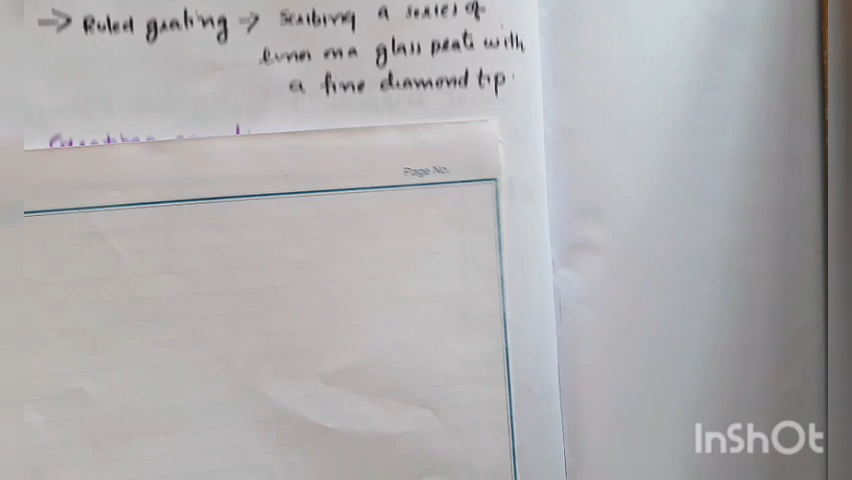 => Ruled grating -> Scribing a series of
lines on a glass plate with
a fine diamond tip.
Page No.
InShOt